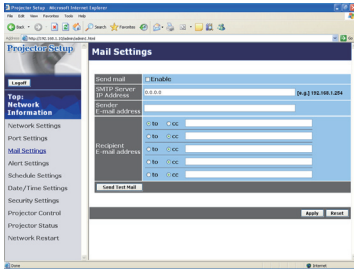 Projector Setup - Microsoft Internet Explorer
File Edit View Favorites Tools Help
Back Search Favorites
Address
Go
Projector Setup
Mail Settings
Logoff
Top:
Network
Information
Network Settings
Port Settings
Mail Settings
Alert Settings
Schedule Settings
Date/Time Settings
Security Settings
Projector Control
Projector Status
Network Restart
Send mail Enable
SMTP Server
IP Address 0.0.0.0 [e.g.] 192.168.1.254
Sender
E-mail address
Recipient
E-mail address
to cc
to cc
to cc
to cc
to cc
Send Test Mail
Apply Reset
Done Internet